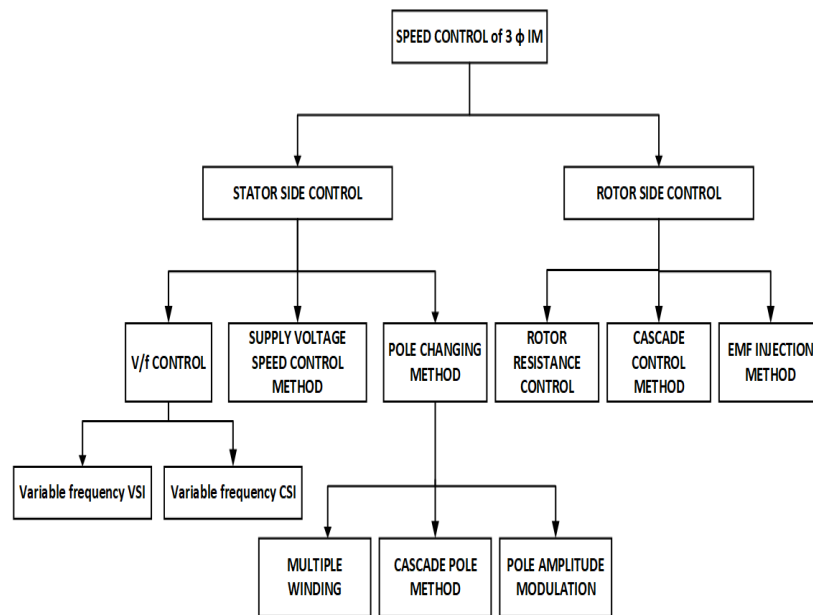 SPEED CONTROL of 3 ф IM
STATOR SIDE CONTROL
ROTOR SIDE CONTROL
V/f CONTROL
SUPPLY VOLTAGE
SPEED CONTROL
METHOD
POLE CHANGING
METHOD
ROTOR
RESISTANCE
CONTROL
CASCADE
CONTROL
METHOD
EMF INJECTION
METHOD
Variable frequency VSI
Variable frequency CSI
MULTIPLE
WINDING
CASCADE POLE
METHOD
POLE AMPLITUDE
MODULATION